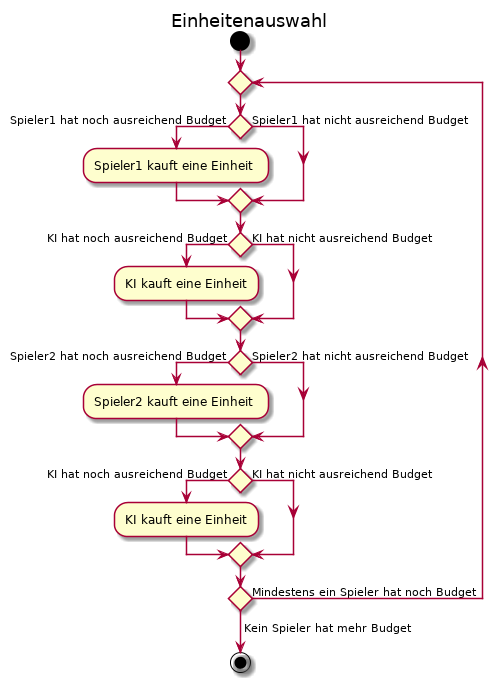 Einheitenauswahl
Spieler1 hat noch ausreichend Budget
Spieler1 hat nicht ausreichend Budget
Spieler1 kauft eine Einheit
KI hat noch ausreichend Budget
KI hat nicht ausreichend Budget
KI kauft eine Einheit
Spieler2 hat noch ausreichend Budget
Spieler2 hat nicht ausreichend Budget
Spieler2 kauft eine Einheit
KI hat noch ausreichend Budget
KI hat nicht ausreichend Budget
KI kauft eine Einheit
Mindestens ein Spieler hat noch Budget
Kein Spieler hat mehr Budget